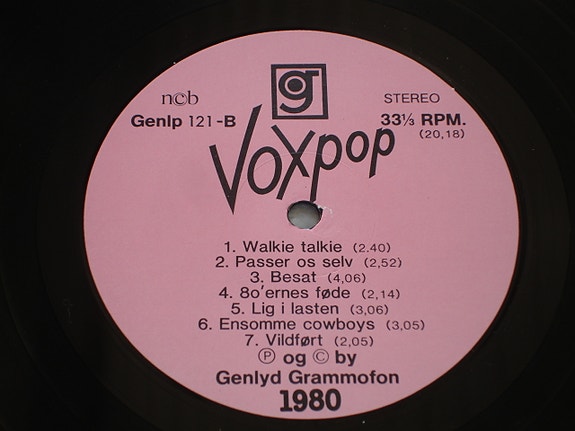 g
ncb
STEREO
Genlp 121-B
33⅓ RPM.
(20,18)
Voxpop
1. Walkie talkie (2.40)
2. Passer os selv (2,52)
3. Besat (4,06)
4. 8o'ernes føde (2,14)
5. Lig i lasten (3,06)
6. Ensomme cowboys (3,05)
7. Vildført (2,05)
Ⓟ og © by
Genlyd Grammofon
1980